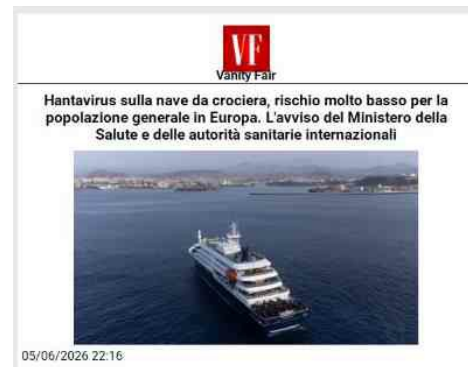 VF
Vanity Fair
Hantavirus sulla nave da crociera, rischio molto basso per la
popolazione generale in Europa. L'avviso del Ministero della
Salute e delle autorità sanitarie internazionali
05/06/2026 22:16